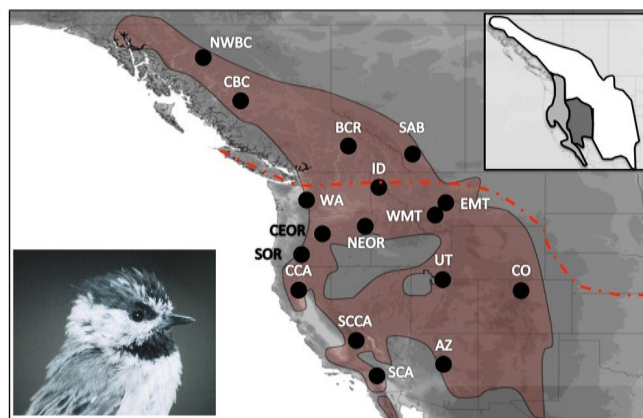 NWBC
CBC
BCR
SAB
ID
WA
EMT
WMT
CEOR
NEOR
SOR
CCA
UT
CO
SCCA
AZ
SCA